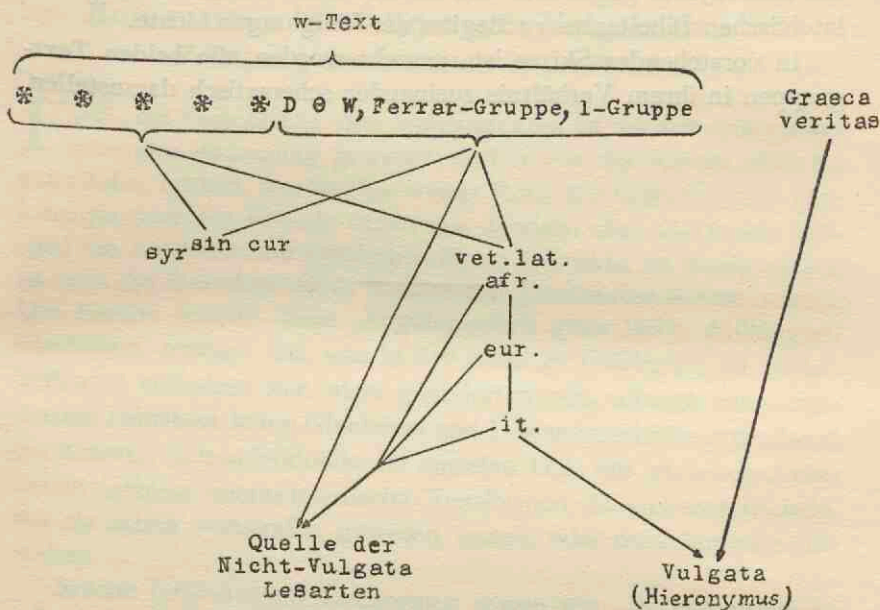 w-Text
* * * * * D Θ W, Ferrar-Gruppe, 1-Gruppe
Graeca
veritas
syr sin cur
vet.lat.
afr.
eur.
it.
Quelle der
Nicht-Vulgata
Lesarten
Vulgata
(Hieronymus)